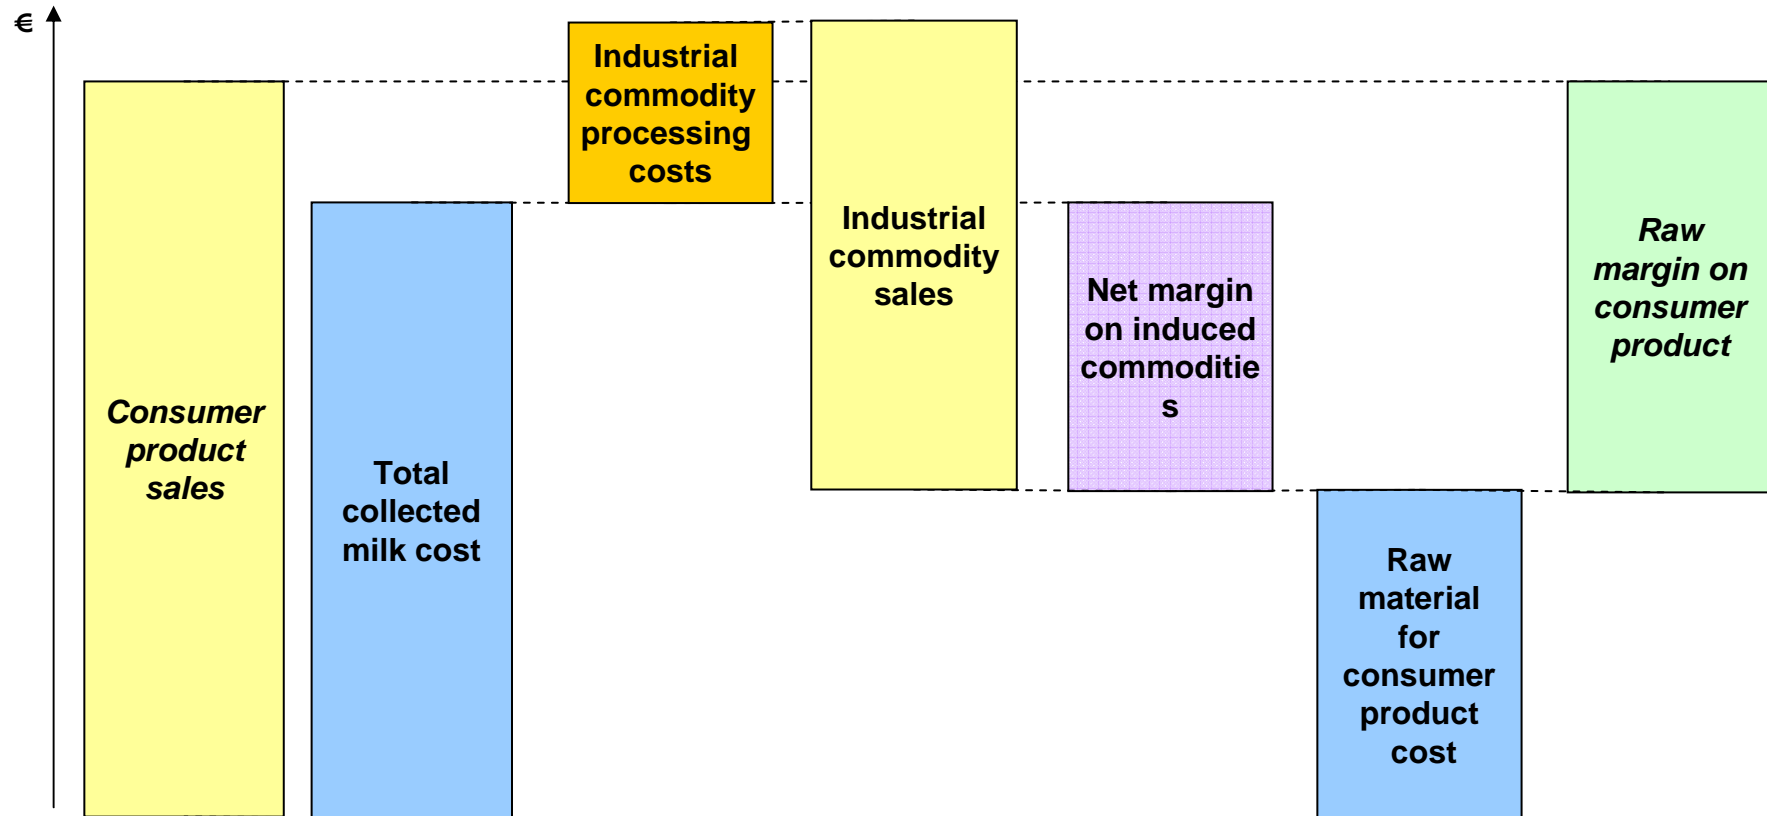 €
Consumer
product
sales
Total
collected
milk cost
Industrial
commodity
processing
costs
Industrial
commodity
sales
Net margin
on induced
commoditie
s
Raw
material
for
consumer
product
cost
Raw
margin on
consumer
product